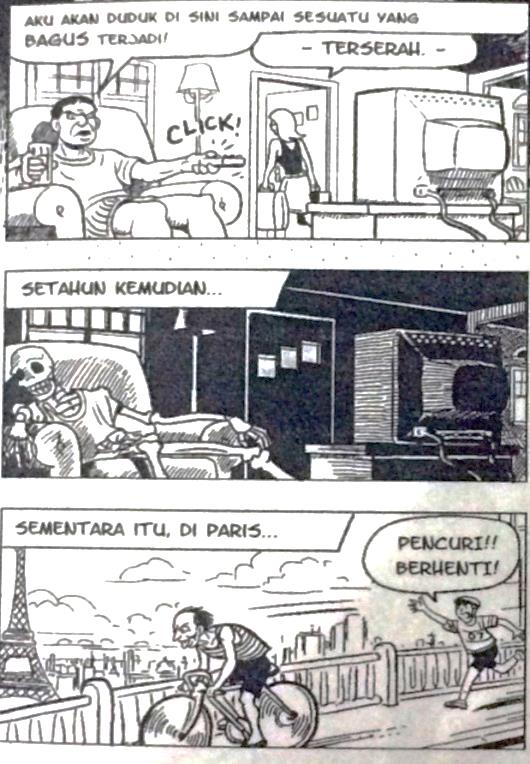 AKU AKAN DUDUK DI SINI SAMPAI SESUATU YANG
BAGUS TERJADI!
- TERSERAH. -
CLICK!
SETAHUN KEMUDIAN...
SEMENTARA ITU, DI PARIS...
PENCURI!!
BERHENTI!